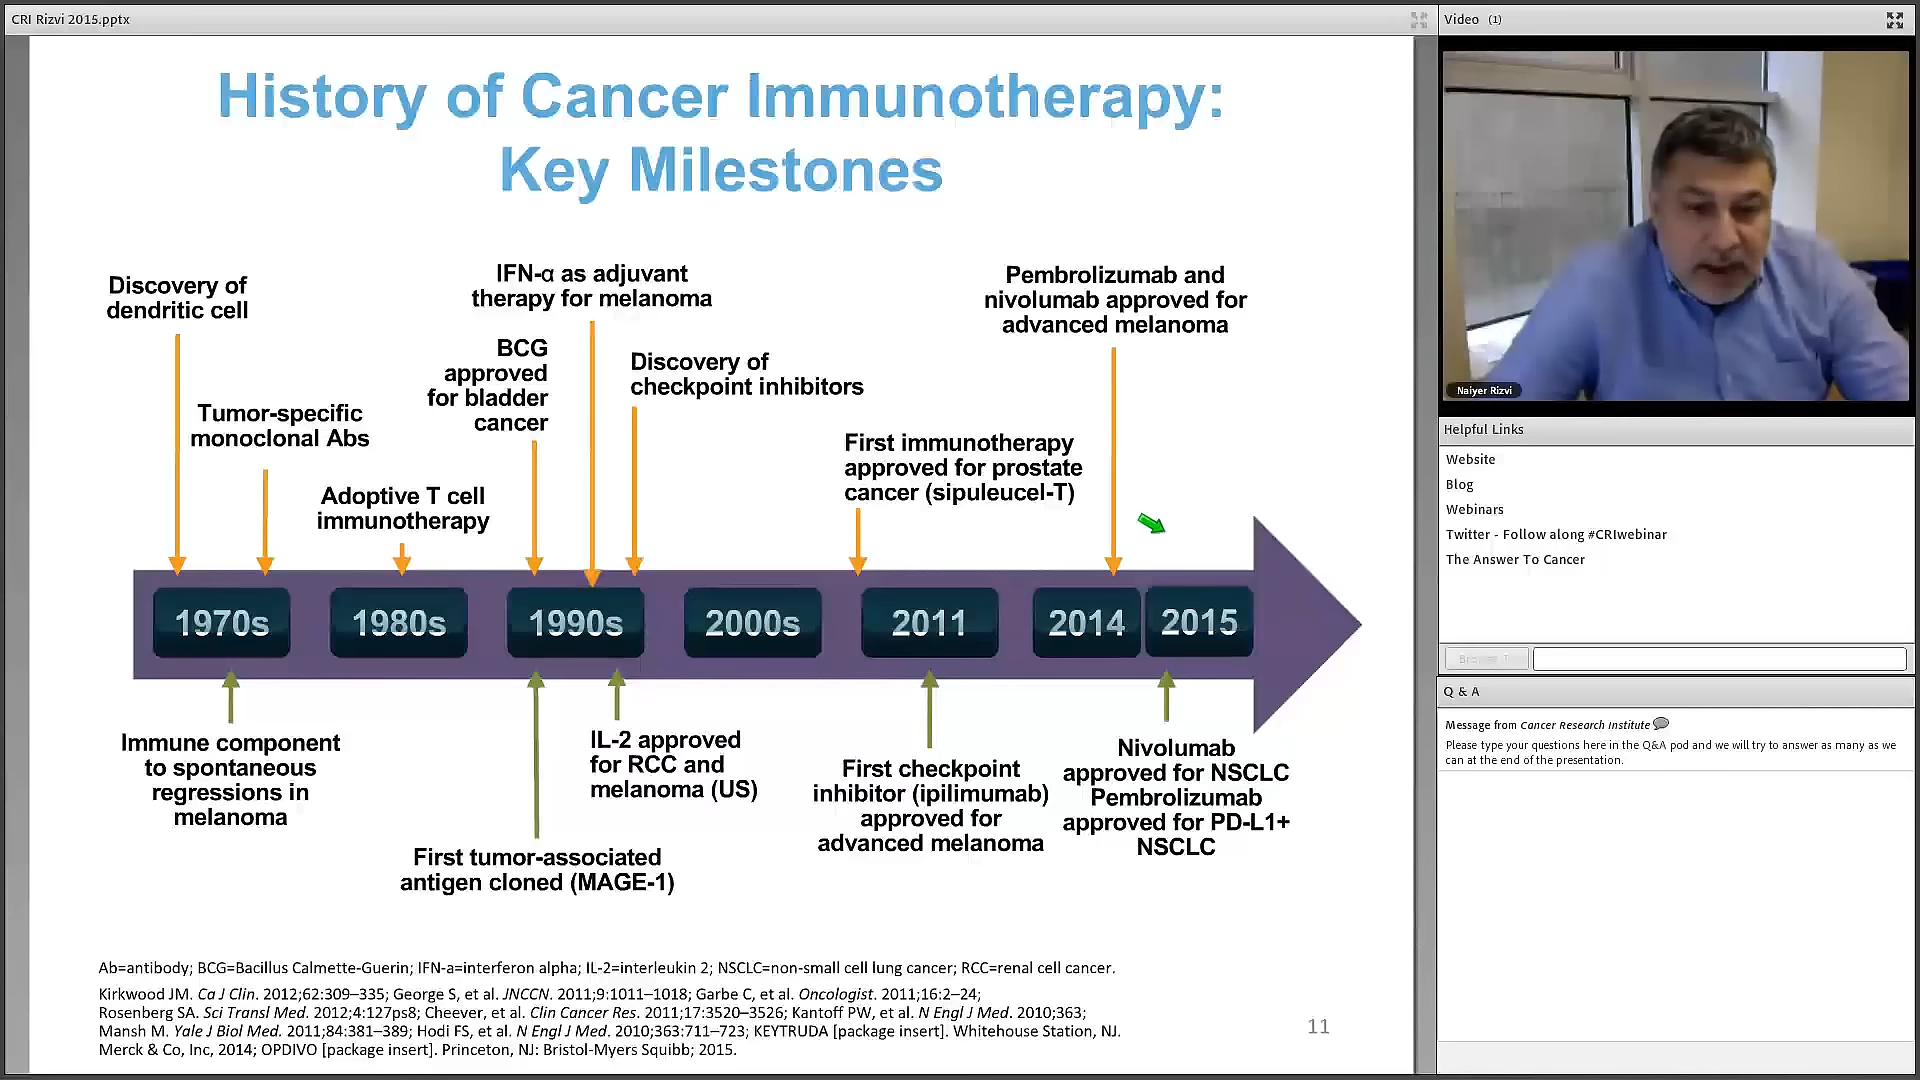 CRI Rizvi 2015.pptx
History of Cancer Immunotherapy:
Key Milestones
Discovery of
dendritic cell
Tumor-specific
monoclonal Abs
Adoptive T cell
immunotherapy
BCG
approved
for bladder
cancer
IFN-α as adjuvant
therapy for melanoma
Discovery of
checkpoint inhibitors
First immunotherapy
approved for prostate
cancer (sipuleucel-T)
Pembrolizumab and
nivolumab approved for
advanced melanoma
1970s
1980s
1990s
2000s
2011
2014
2015
Immune component
to spontaneous
regressions in
melanoma
First tumor-associated
antigen cloned (MAGE-1)
IL-2 approved
for RCC and
melanoma (US)
First checkpoint
inhibitor (ipilimumab)
approved for
advanced melanoma
Nivolumab
approved for NSCLC
Pembrolizumab
approved for PD-L1+
NSCLC
Ab=antibody; BCG=Bacillus Calmette-Guerin; IFN-a=interferon alpha; IL-2=interleukin 2; NSCLC=non-small cell lung cancer; RCC=renal cell cancer.
Kirkwood JM. Ca J Clin. 2012;62:309–335; George S, et al. JNCCN. 2011;9:1011–1018; Garbe C, et al. Oncologist. 2011;16:2–24;
Rosenberg SA. Sci Transl Med. 2012;4:127ps8; Cheever, et al. Clin Cancer Res. 2011;17:3520–3526; Kantoff PW, et al. N Engl J Med. 2010;363;
Mansh M. Yale J Biol Med. 2011;84:381–389; Hodi FS, et al. N Engl J Med. 2010;363:711–723; KEYTRUDA [package insert]. Whitehouse Station, NJ.
Merck & Co, Inc, 2014; OPDIVO [package insert]. Princeton, NJ: Bristol-Myers Squibb; 2015.
11
Video (1)
Naiyer Rizvi
Helpful Links
Website
Blog
Webinars
Twitter - Follow along #CRIwebinar
The Answer To Cancer
Q & A
Message from Cancer Research Institute
Please type your questions here in the Q&A pod and we will try to answer as many as we
can at the end of the presentation.